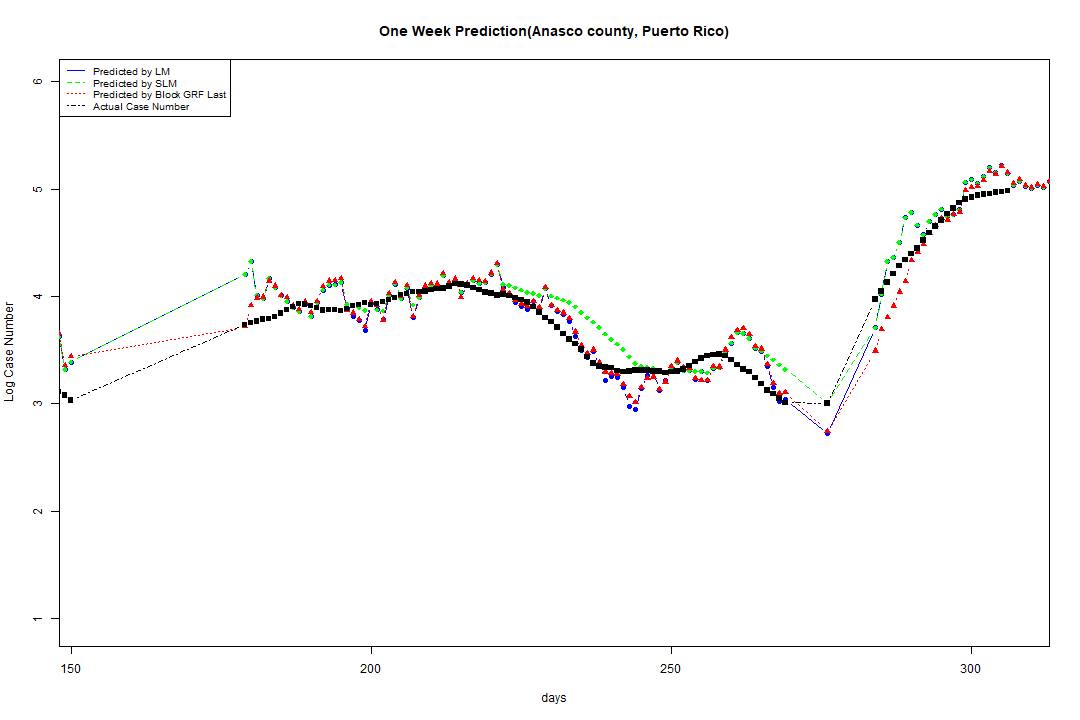 One Week Prediction(Anasco county, Puerto Rico)
Predicted by LM
Predicted by SLM
Predicted by Block GRF Last
Actual Case Number
Log Case Number
6
5
4
3
2
1
150 200 250 300
days